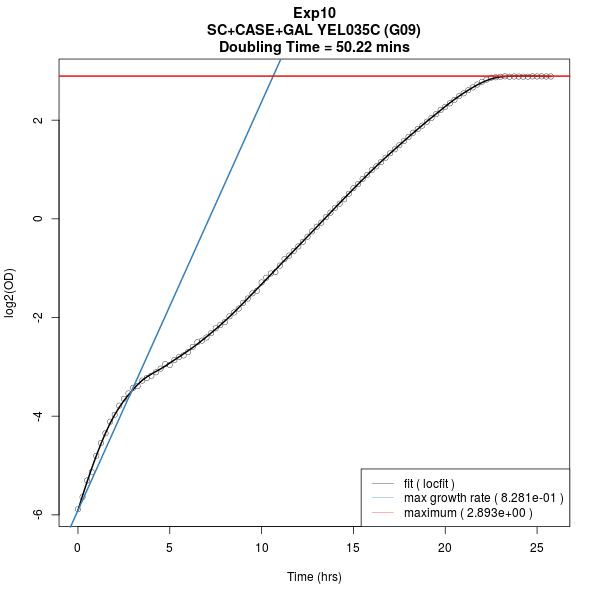 Exp10
SC+CASE+GAL YEL035C (G09)
Doubling Time = 50.22 mins
log2(OD)
2
0
-2
-4
-6
fit ( locfit )
max growth rate ( 8.281e-01 )
maximum ( 2.893e+00 )
0 5 10 15 20 25
Time (hrs)